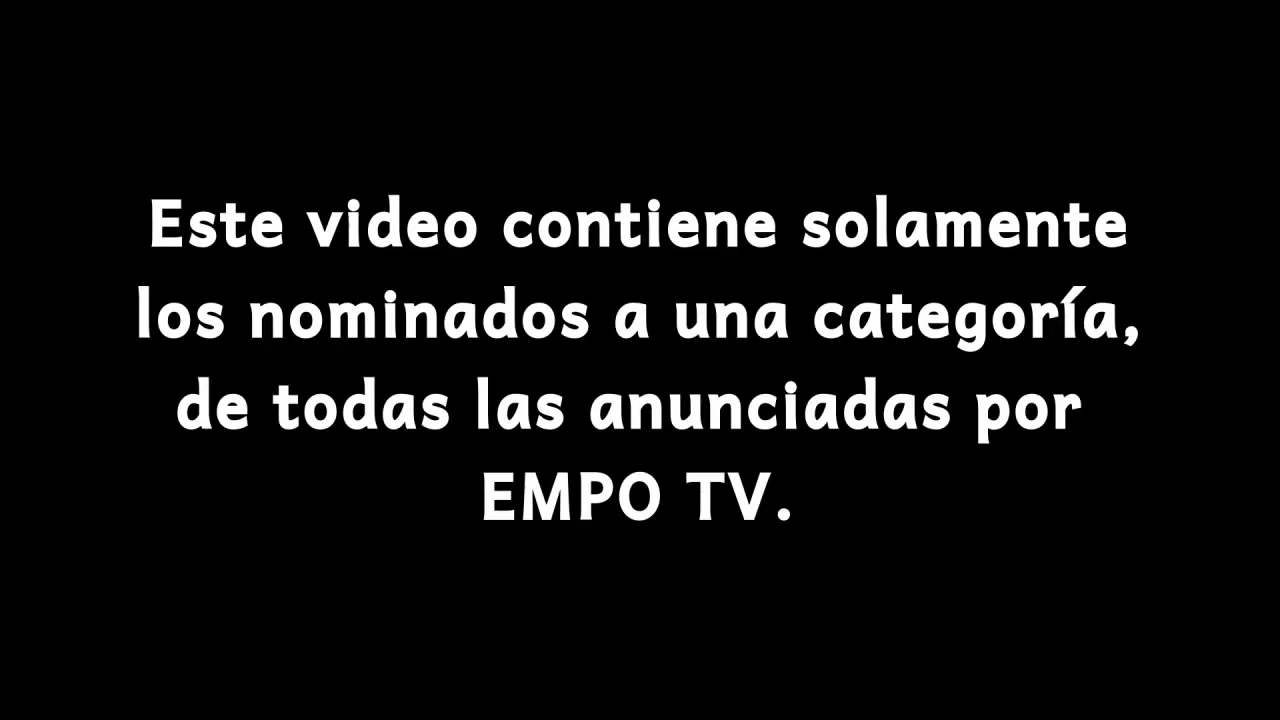 Este video contiene solamente
los nominados a una categoría,
de todas las anunciadas por
EMPO TV.